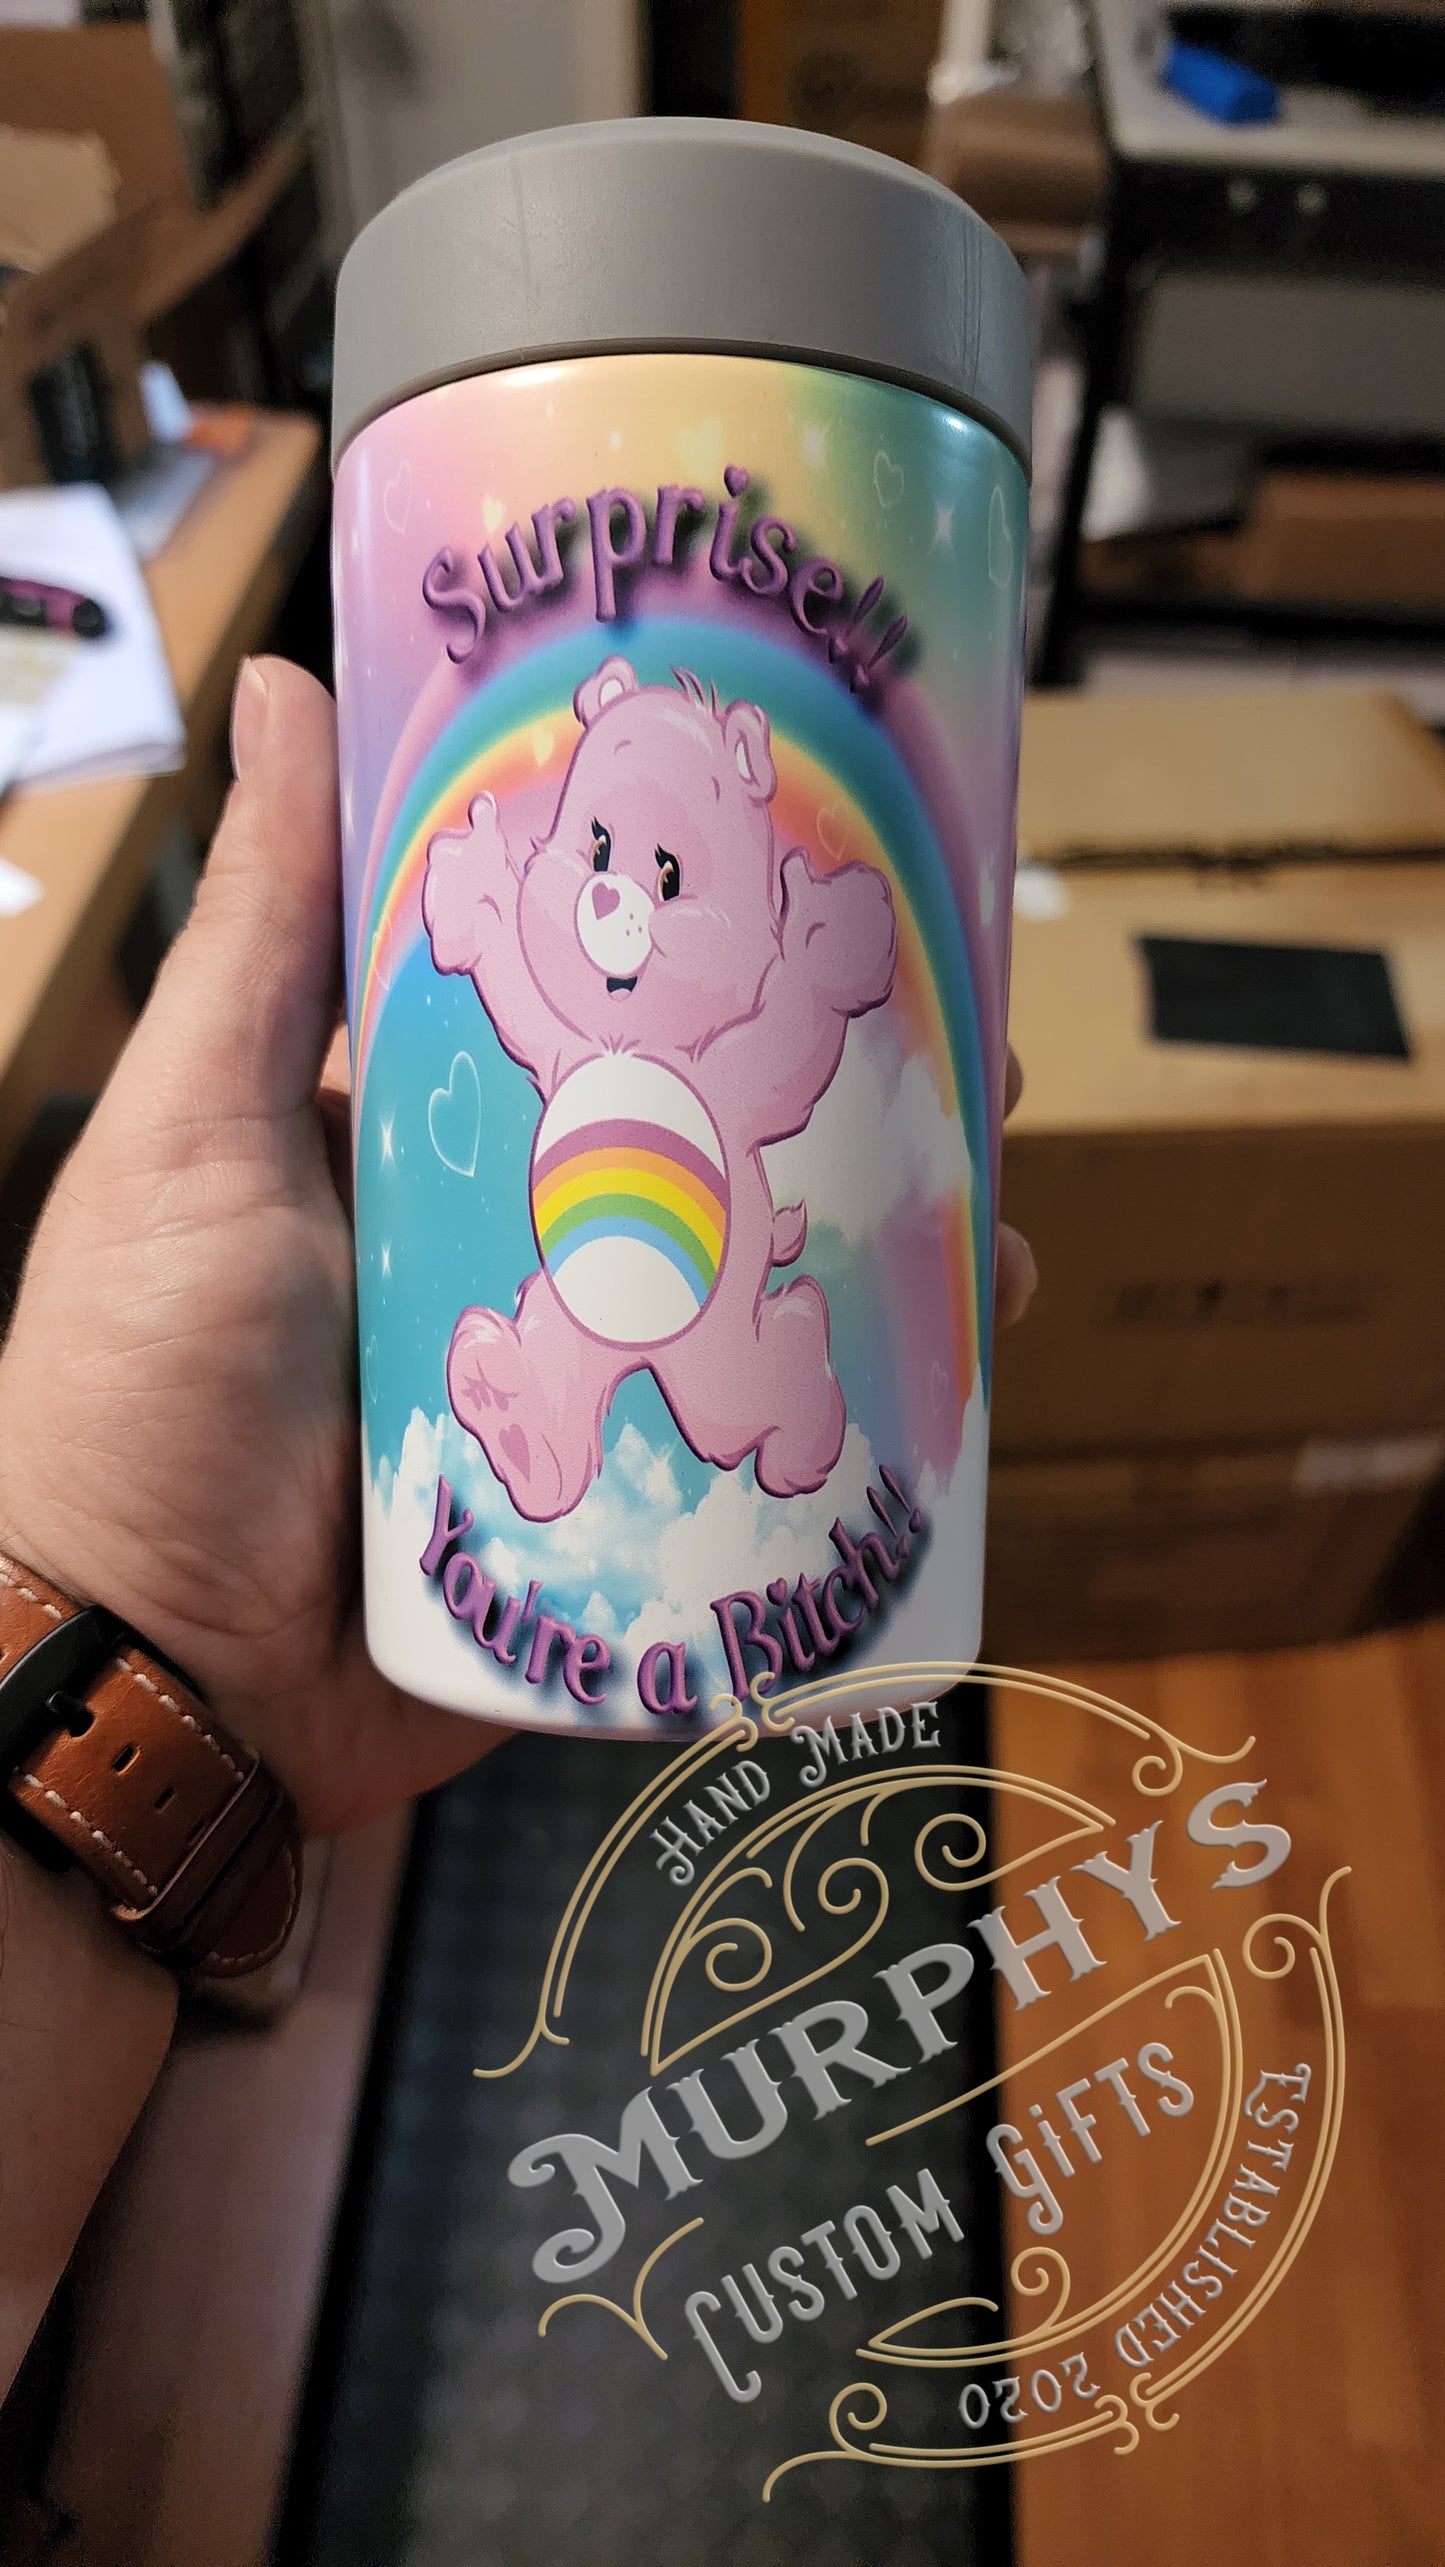 Surprise!!
You're a Bitch!!
Hand Made
Murphys
Custom Gifts
Established 2020